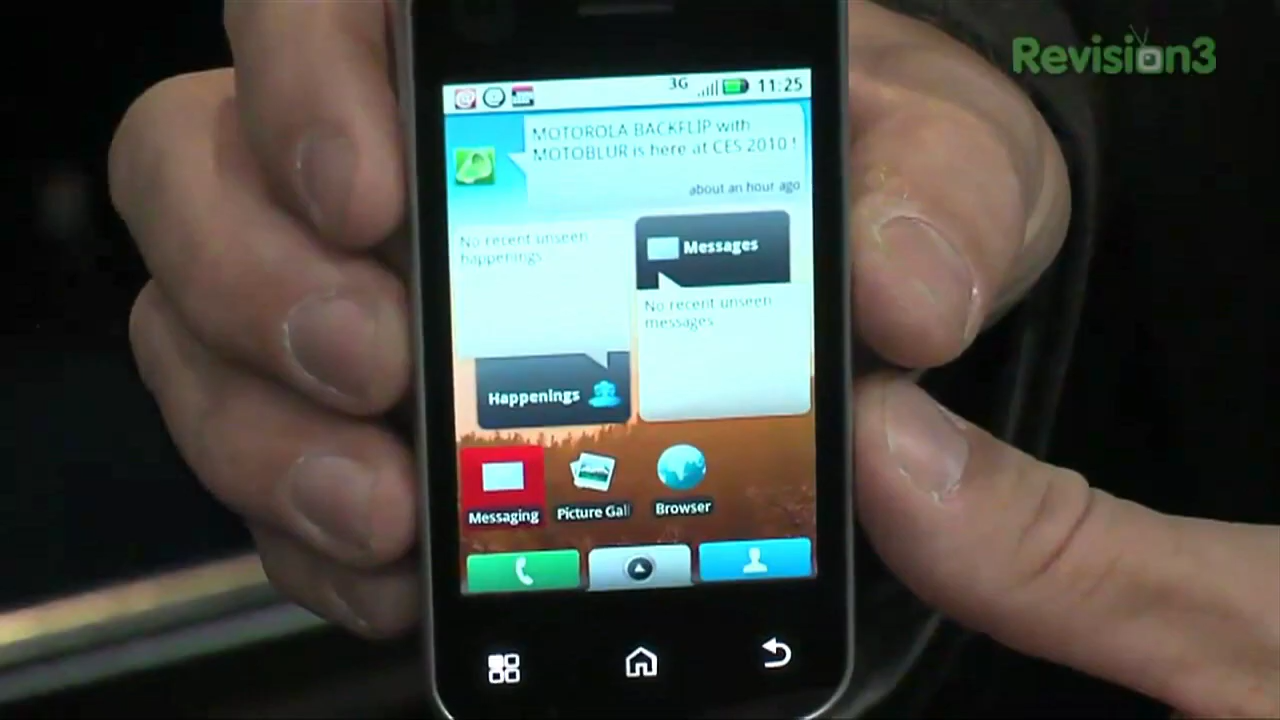 Revision3
3G 11:25
MOTOROLA BACKFLIP with
MOTOBLUR is here at CES 2010 !
about an hour ago
No recent unseen
happenings
Messages
No recent unseen
messages
Happenings
Messaging
Picture Gall
Browser